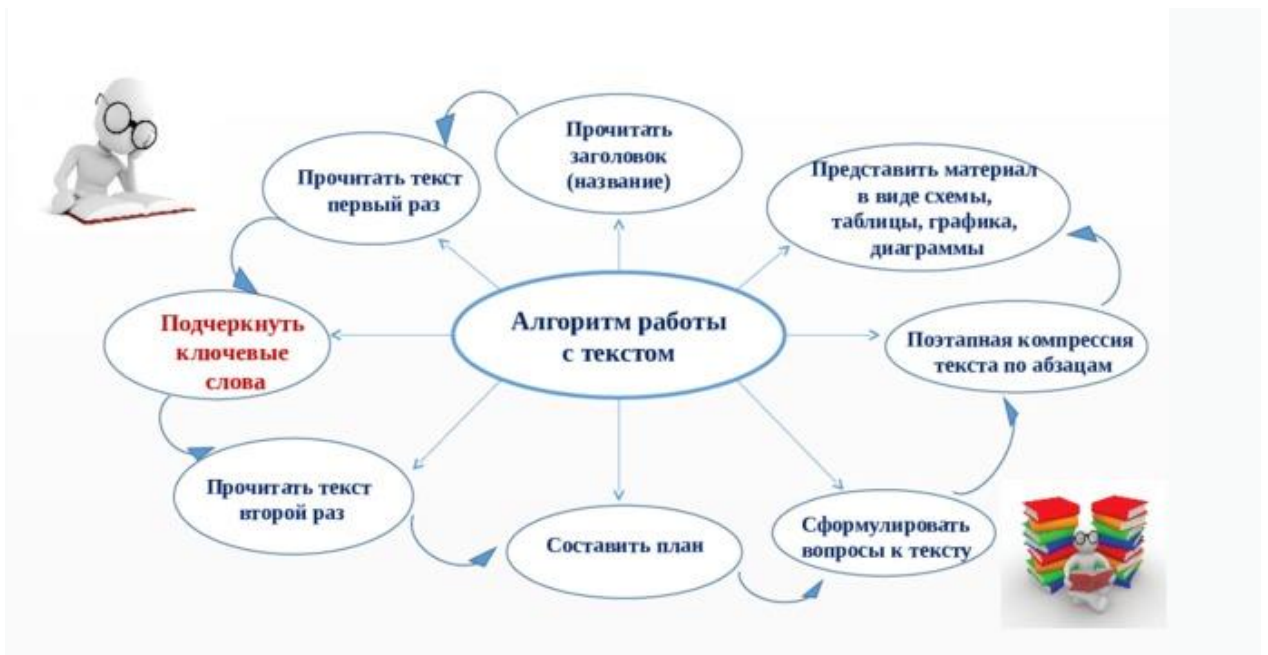 Прочитать
заголовок
(название)
Прочитать текст
первый раз
Представить материал
в виде схемы,
таблицы, графика,
диаграммы
Алгоритм работы
с текстом
Подчеркнуть
ключевые
слова
Поэтапная компрессия
текста по абзацам
Прочитать текст
второй раз
Составить план
Сформулировать
вопросы к тексту